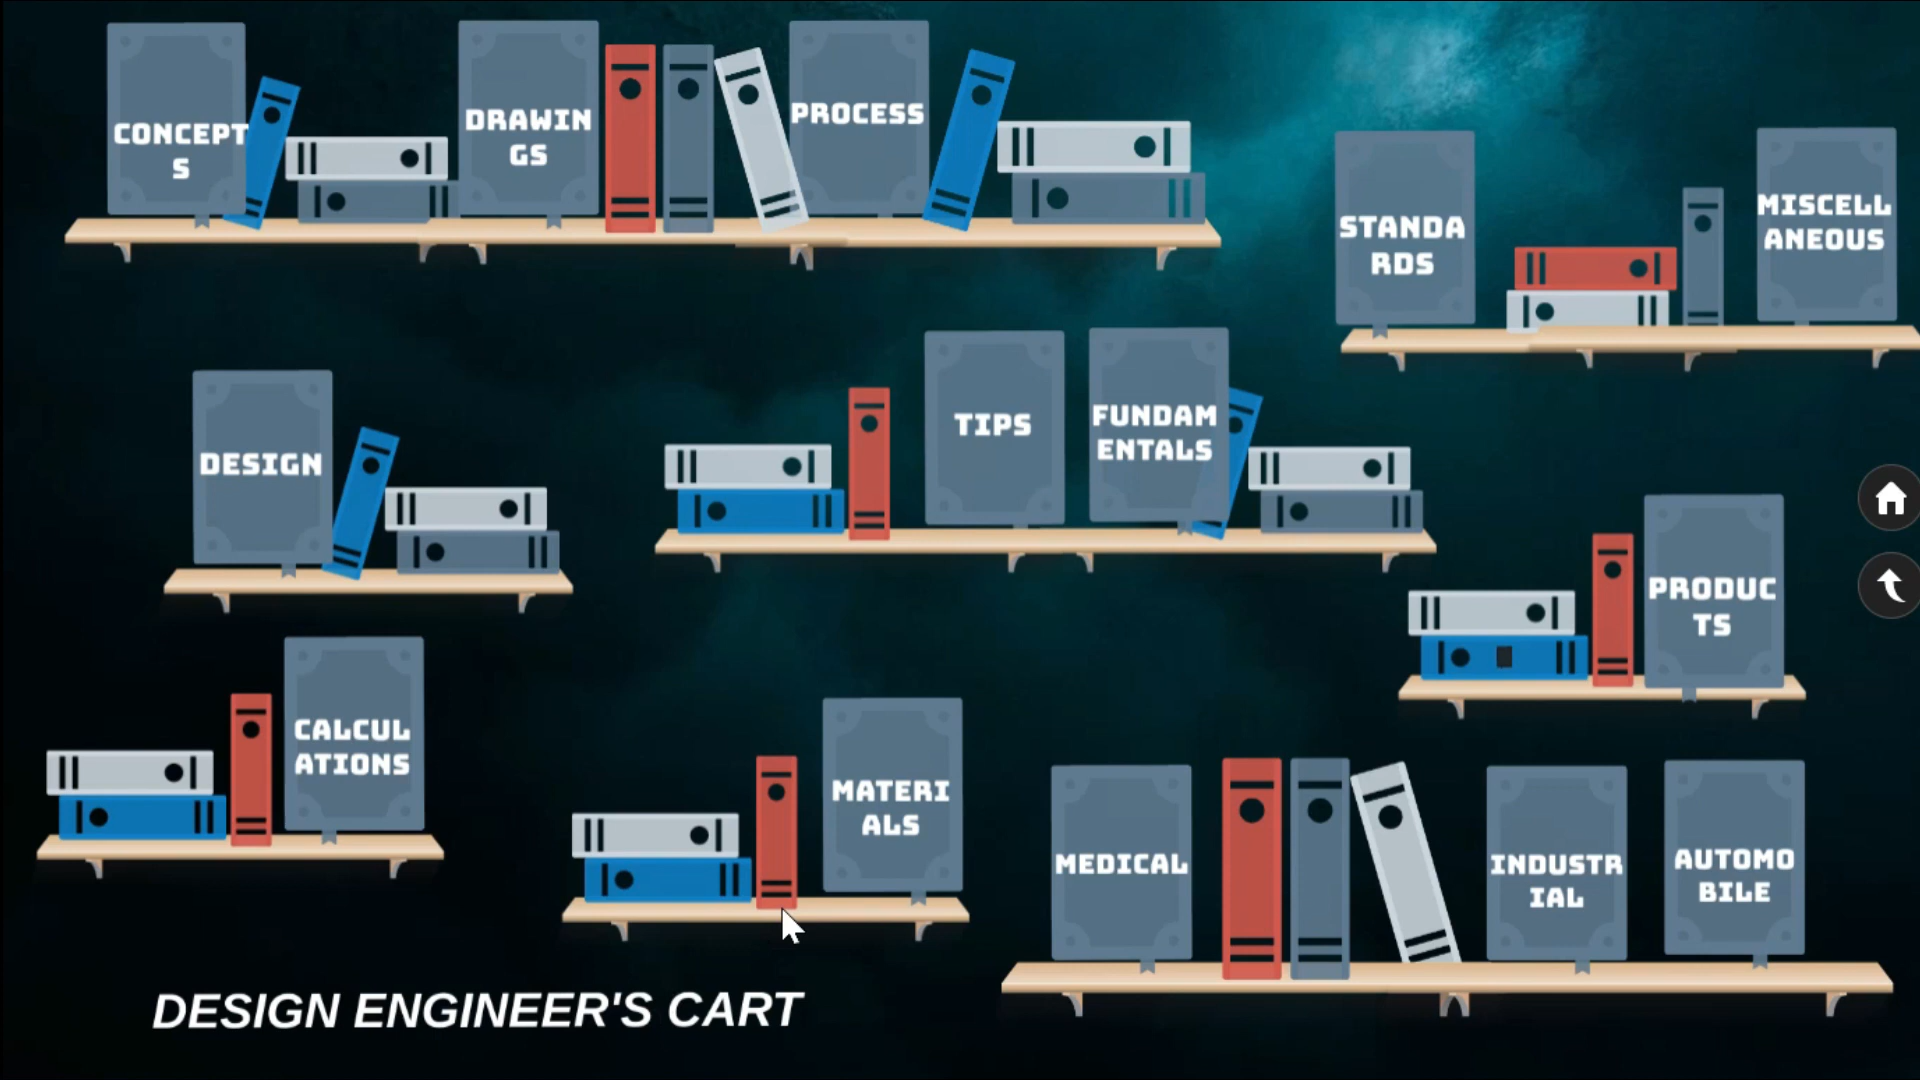 CONCEPT
S
DRAWIN
GS
PROCESS
STANDA
RDS
MISCELL
ANEOUS
DESIGN
TIPS
FUNDAM
ENTALS
PRODUC
TS
CALCUL
ATIONS
MATERI
ALS
MEDICAL
INDUSTR
IAL
AUTOMO
BILE
DESIGN ENGINEER'S CART